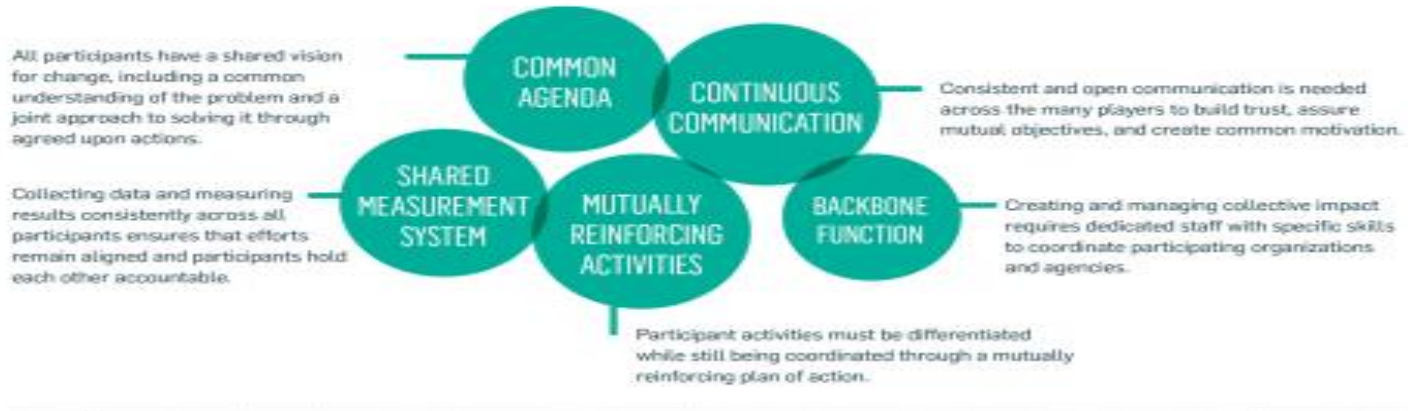 All participants have a shared vision
for change, including a common
understanding of the problem and a
joint approach to solving it through
agreed upon actions.
COMMON
AGENDA
CONTINUOUS
COMMUNICATION
Consistent and open communication is needed
across the many players to build trust, assure
mutual objectives, and create common motivation.
Collecting data and measuring
results consistently across all
participants ensures that efforts
remain aligned and participants hold
each other accountable.
SHARED
MEASUREMENT
SYSTEM
MUTUALLY
REINFORCING
ACTIVITIES
BACKBONE
FUNCTION
Creating and managing collective impact
requires dedicated staff with specific skills
to coordinate participating organizations
and agencies.
Participant activities must be differentiated
while still being coordinated through a mutually
reinforcing plan of action.